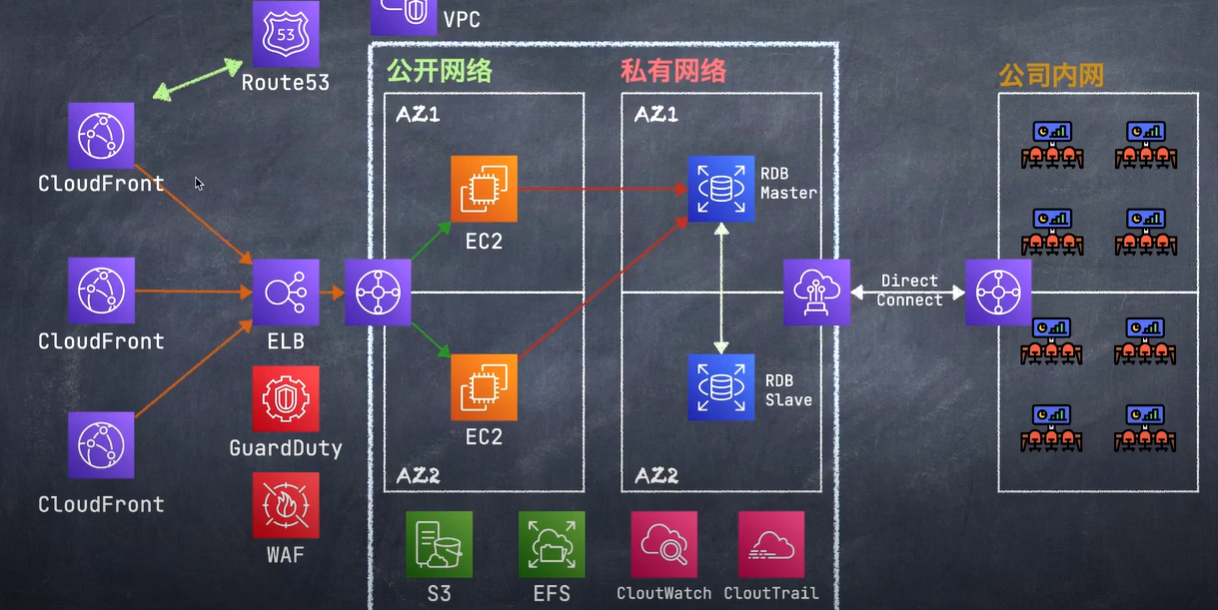 VPC
53
Route53
公开网络
私有网络
公司内网
AZ1
AZ1
CloudFront
EC2
RDB
Master
CloudFront
ELB
Direct
Connect
RDB
Slave
GuardDuty
EC2
CloudFront
AZ2
AZ2
WAF
S3
EFS
CloutWatch
CloutTrail